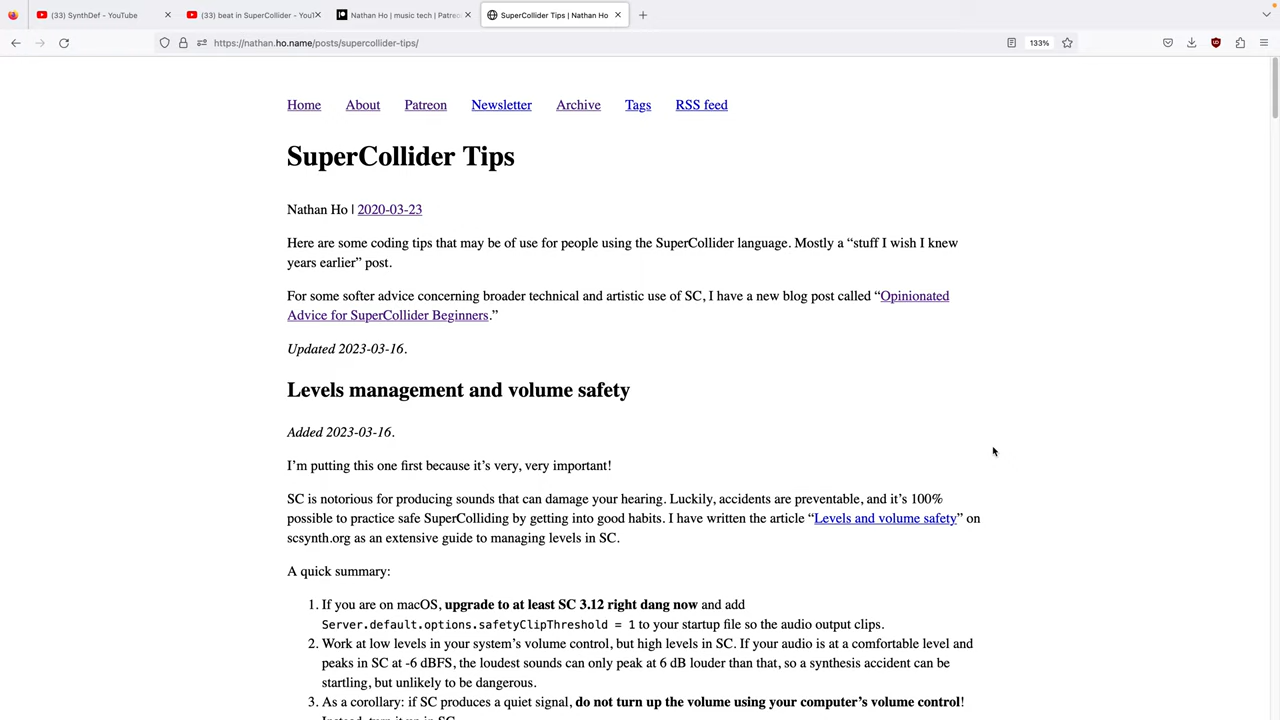 (33) SynthDef - YouTube
(33) beat in SuperCollider - YouT
Nathan Ho | music tech | Patreo
SuperCollider Tips | Nathan Ho
https://nathan.ho.name/posts/supercollider-tips/
133%
Home About Patreon Newsletter Archive Tags RSS feed
SuperCollider Tips
Nathan Ho | 2020-03-23
Here are some coding tips that may be of use for people using the SuperCollider language. Mostly a “stuff I wish I knew
years earlier” post.
For some softer advice concerning broader technical and artistic use of SC, I have a new blog post called “Opinionated
Advice for SuperCollider Beginners.”
Updated 2023-03-16.
Levels management and volume safety
Added 2023-03-16.
I’m putting this one first because it’s very, very important!
SC is notorious for producing sounds that can damage your hearing. Luckily, accidents are preventable, and it’s 100%
possible to practice safe SuperColliding by getting into good habits. I have written the article “Levels and volume safety” on
scsynth.org as an extensive guide to managing levels in SC.
A quick summary:
1. If you are on macOS, upgrade to at least SC 3.12 right dang now and add
Server.default.options.safetyClipThreshold = 1 to your startup file so the audio output clips.
2. Work at low levels in your system’s volume control, but high levels in SC. If your audio is at a comfortable level and
peaks in SC at -6 dBFS, the loudest sounds can only peak at 6 dB louder than that, so a synthesis accident can be
startling, but unlikely to be dangerous.
3. As a corollary: if SC produces a quiet signal, do not turn up the volume using your computer’s volume control!
Instead, turn it up in SC.